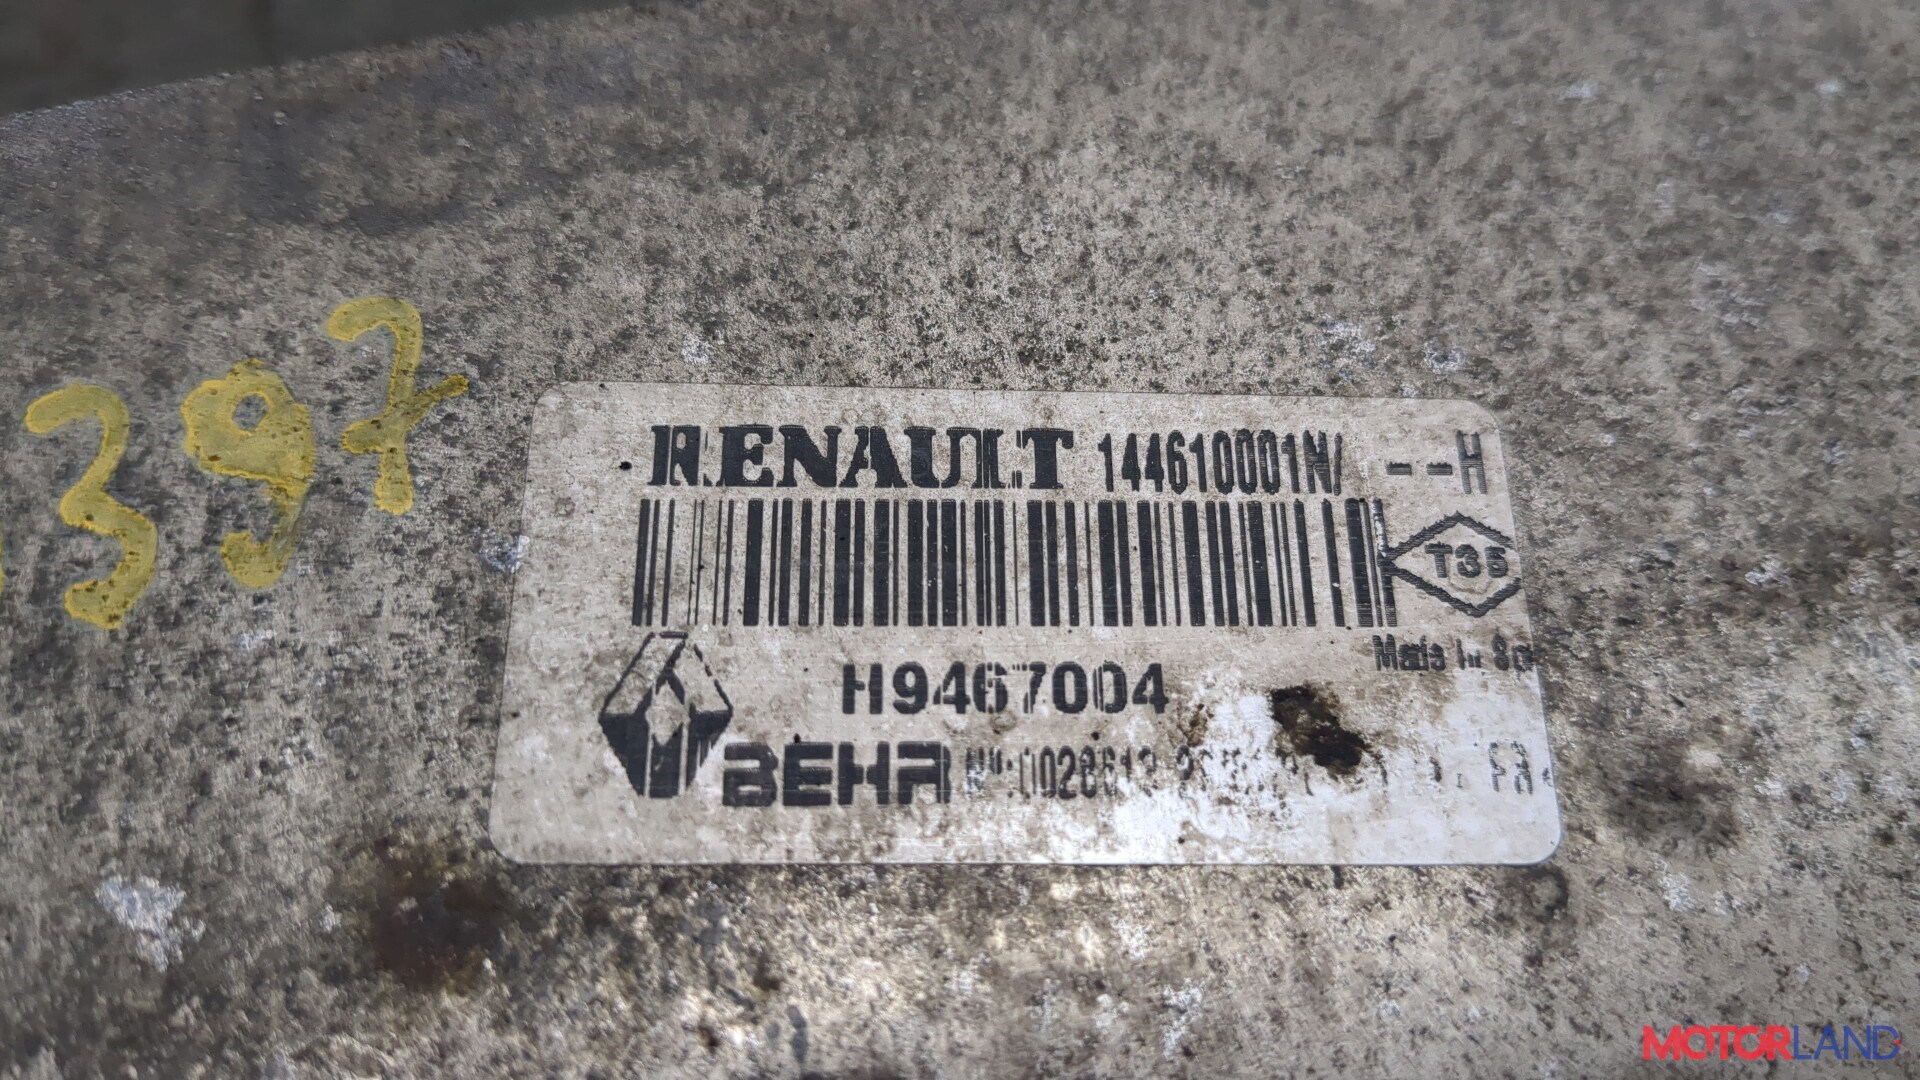 397
RENAULT 144610001N/ --H
T35
Made In
H9467004
BEHR
MOTORLAND